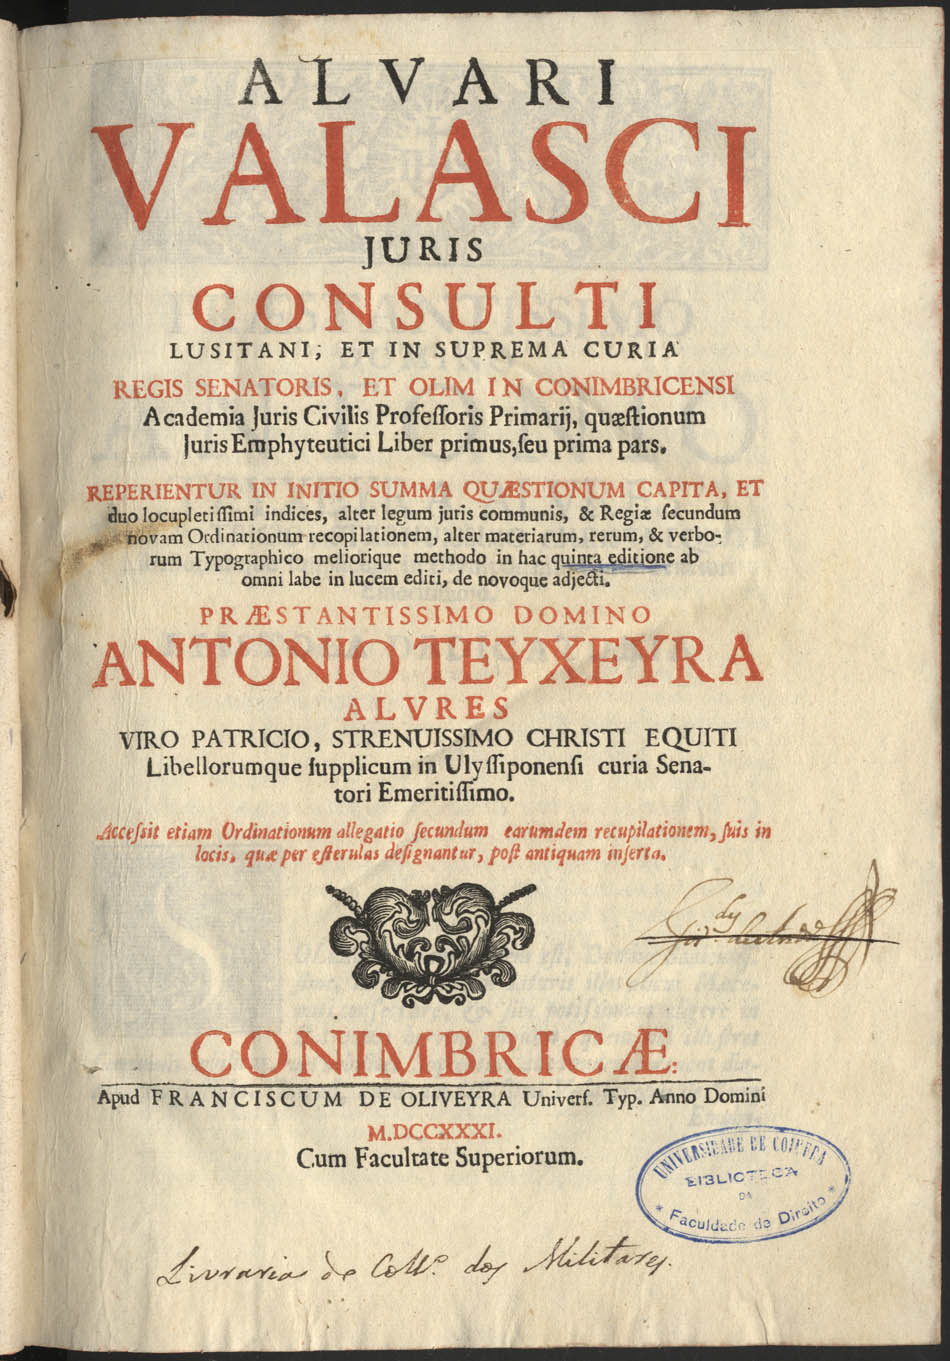 ALVARI
VALASCI
JURIS
CONSULTI
LUSITANI; ET IN SUPREMA CURIA
REGIS SENATORIS, ET OLIM IN CONIMBRICENSI
Academia Juris Civilis Profeſſoris Primarij, quæſtionum
Juris Emphyteutici Liber primus, ſeu prima pars.
REPERIENTUR IN INITIO SUMMA QUÆSTIONUM CAPITA, ET
duo locupletiſſimi indices, alter legum juris communis, & Regiæ ſecundum
novam Ordinationum recopilationem, alter materiarum, rerum, & verbo-
rum Typographico meliorique methodo in hac quinta editione ab
omni labe in lucem editi, de novoque adjecti.
PRÆSTANTISSIMO DOMINO
ANTONIO TEYXEYRA
ALVRES
VIRO PATRICIO, STRENUISSIMO CHRISTI EQUITI
Libellorumque ſupplicum in Ulyſſiponenſi curia Sena-
tori Emeritiſſimo.
Acceſsit etiam Ordinationum allegatio ſecundum earumdem recupilationem, ſuis in
locis, quæ per eſterulas deſignantur, poſt antiquam inſerta.
CONIMBRICÆ:
Apud FRANCISCUM DE OLIVEYRA Univerſ. Typ. Anno Domini
M.DCCXXXI.
Cum Facultate Superiorum.
UNIVERSIDADE DE COIMBRA
BIBLIOTECA
DA
* Faculdade de Direito *
Livraria de Coll.º dos Militares.